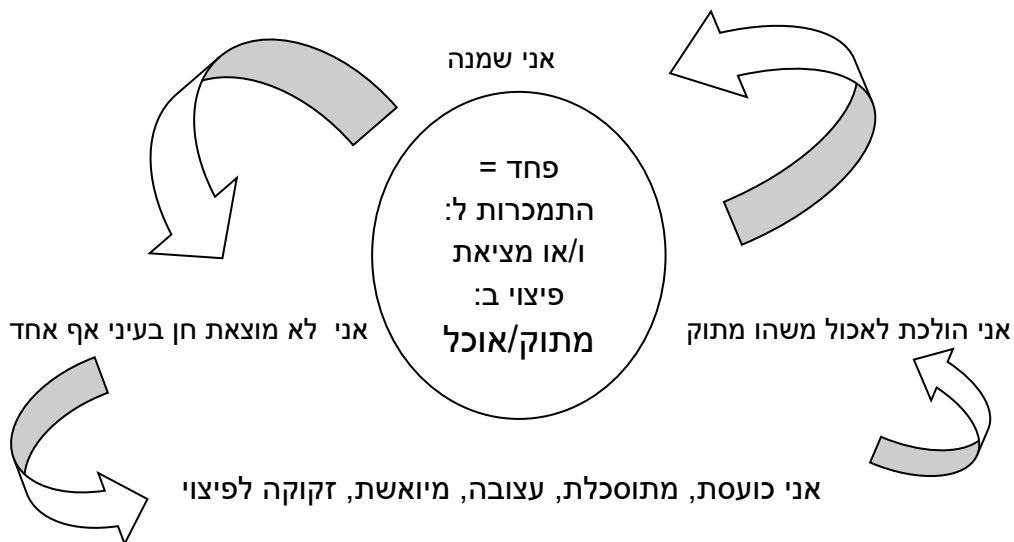 אני שמנה
פחד =
התמכרות ל:
ו/או מציאת
פיצוי ב:
מתוק/אוכל
אני הולכת לאכול משהו מתוק
אני  לא מוצאת חן בעיני אף אחד
אני כועסת, מתוסכלת, עצובה, מיואשת, זקוקה לפיצוי